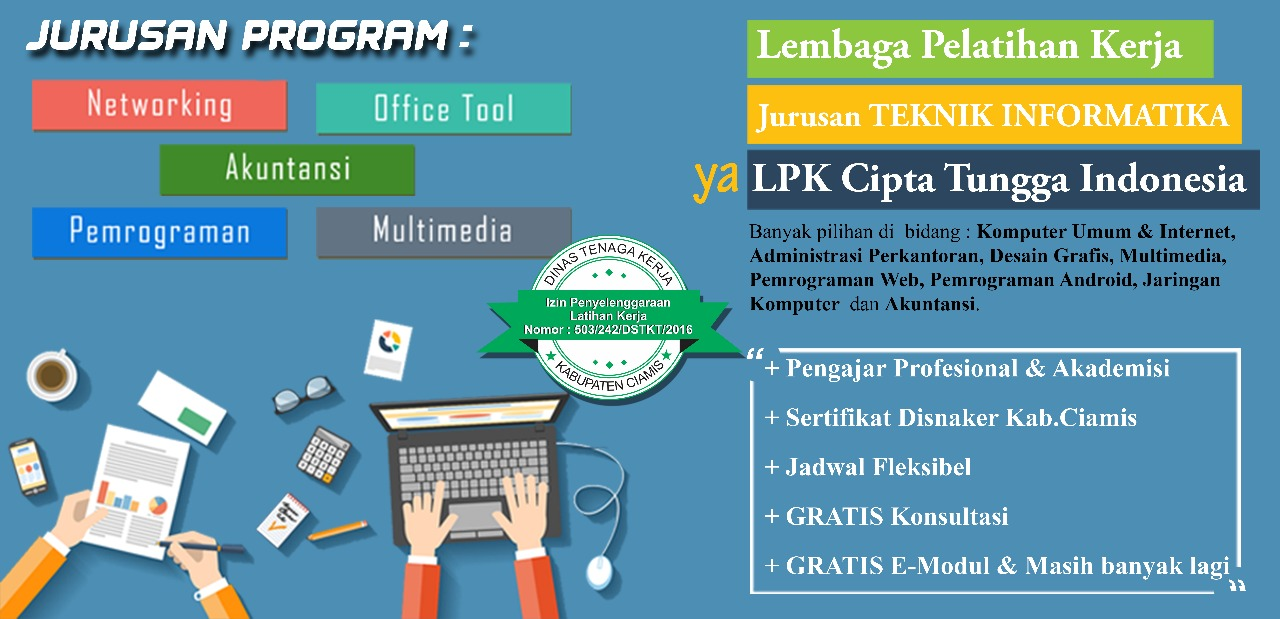 JURUSAN PROGRAM :
Networking
Office Tool
Akuntansi
Pemrograman
Multimedia
DINAS TENAGA KERJA
Izin Penyelenggaraan
Latihan Kerja
Nomor : 503/242/DSTKT/2016
KABUPATEN CIAMIS
Lembaga Pelatihan Kerja
Jurusan TEKNIK INFORMATIKA
ya LPK Cipta Tungga Indonesia
Banyak pilihan di bidang : Komputer Umum & Internet,
Administrasi Perkantoran, Desain Grafis, Multimedia,
Pemrograman Web, Pemrograman Android, Jaringan
Komputer dan Akuntansi.
“
+ Pengajar Profesional & Akademisi
+ Sertifikat Disnaker Kab.Ciamis
+ Jadwal Fleksibel
+ GRATIS Konsultasi
+ GRATIS E-Modul & Masih banyak lagi
”